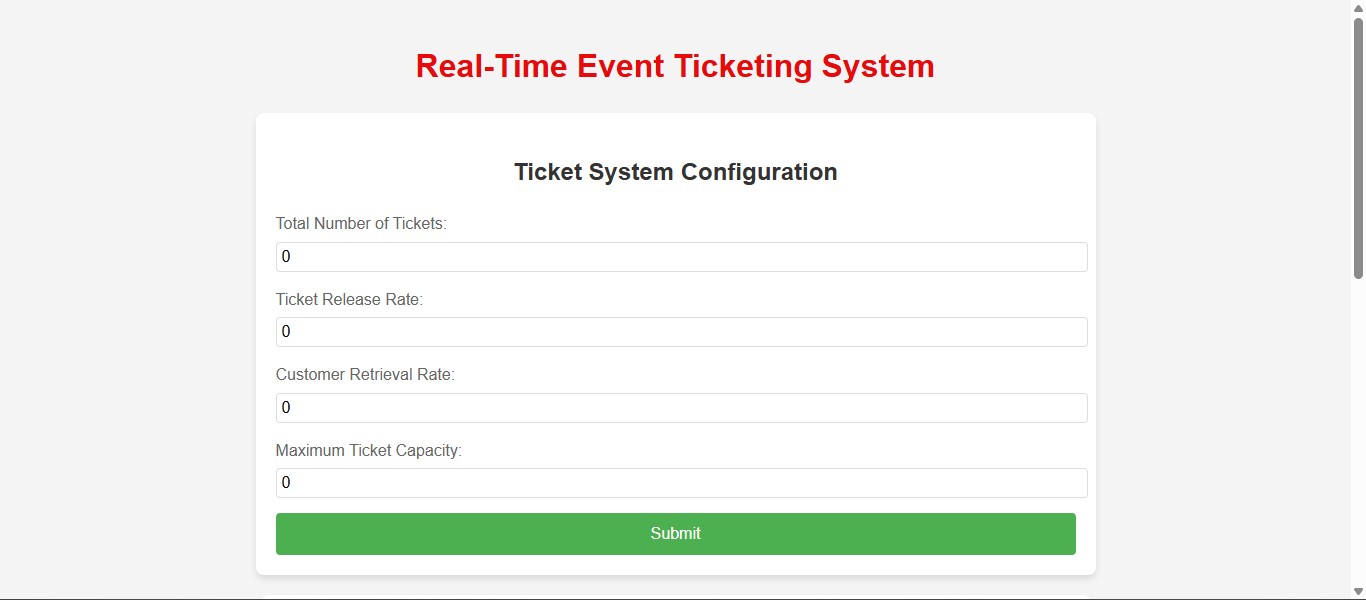 Real-Time Event Ticketing System
Ticket System Configuration
Total Number of Tickets:
0
Ticket Release Rate:
0
Customer Retrieval Rate:
0
Maximum Ticket Capacity:
0
Submit